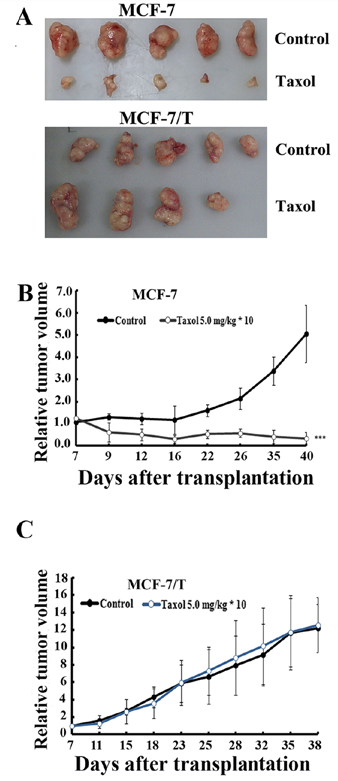 A
MCF-7
Control
Taxol
MCF-7/T
Control
Taxol
B
MCF-7
Control
Taxol 5.0 mg/kg * 10
Relative tumor volume
7.0
6.0
5.0
4.0
3.0
2.0
1.0
0.0
***
7 9 12 16 22 26 35 40
Days after transplantation
C
MCF-7/T
Control
Taxol 5.0 mg/kg * 10
Relative tumor volume
18
16
14
12
10
8
6
4
2
0
7 11 15 18 23 25 28 32 35 38
Days after transplantation